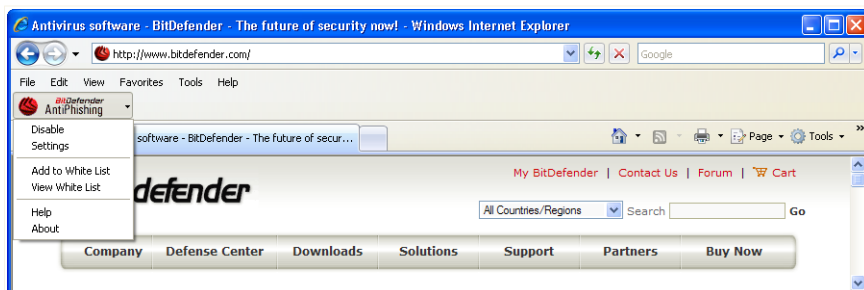 Antivirus software - BitDefender - The future of security now! - Windows Internet Explorer
http://www.bitdefender.com/
Google
File Edit View Favorites Tools Help
BitDefender
AntiPhishing
software - BitDefender - The future of secur...
Page Tools »
Disable
Settings
Add to White List
View White List
Help
About
My BitDefender | Contact Us | Forum | Cart
defender
All Countries/Regions Search Go
Company Defense Center Downloads Solutions Support Partners Buy Now